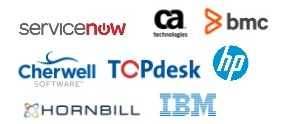 servicenow
ca
technologies
bmc
Cherwell
SOFTWARE
TOPdesk
hp
HORNBILL
IBM